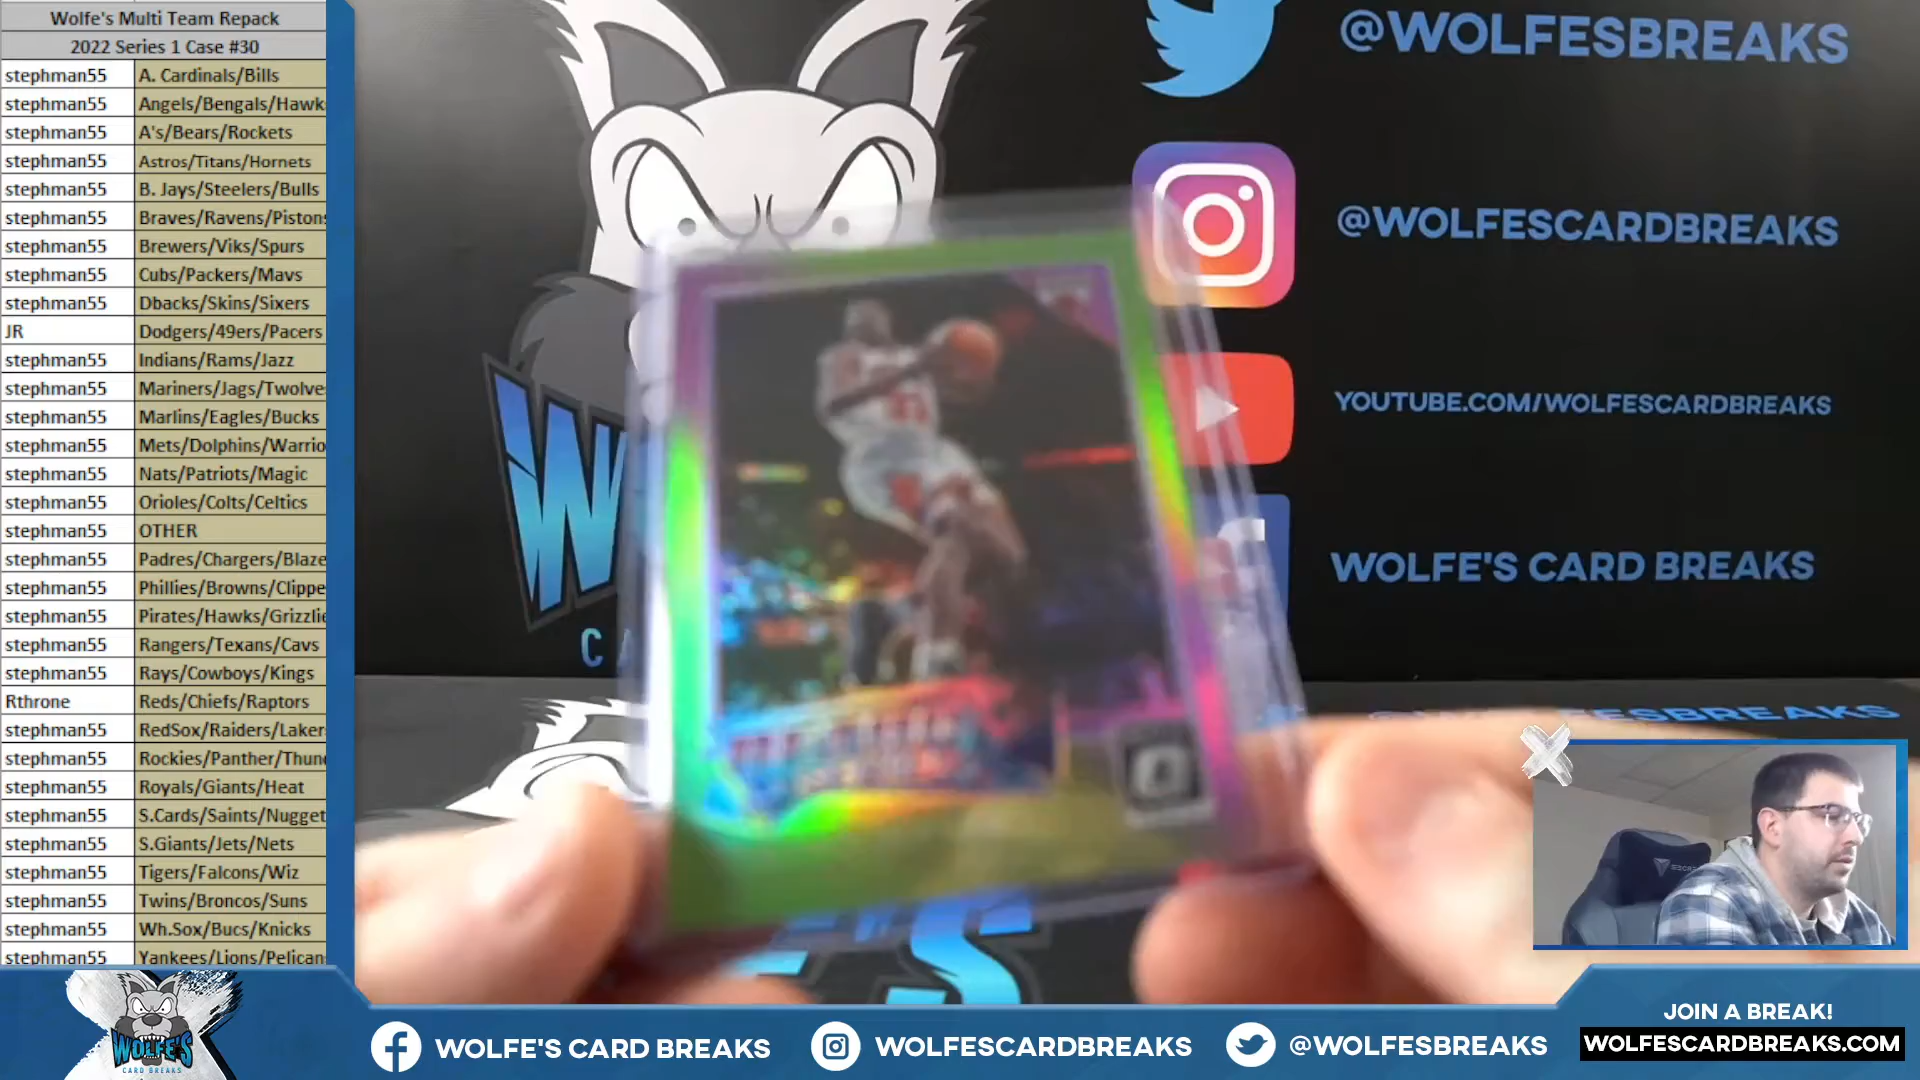 Wolfe's Multi Team Repack
2022 Series 1 Case #30
stephman55 A. Cardinals/Bills
stephman55 Angels/Bengals/Hawk
stephman55 A's/Bears/Rockets
stephman55 Astros/Titans/Hornets
stephman55 B. Jays/Steelers/Bulls
stephman55 Braves/Ravens/Pistons
stephman55 Brewers/Viks/Spurs
stephman55 Cubs/Packers/Mavs
stephman55 Dbacks/Skins/Sixers
JR Dodgers/49ers/Pacers
stephman55 Indians/Rams/Jazz
stephman55 Mariners/Jags/Twolve
stephman55 Marlins/Eagles/Bucks
stephman55 Mets/Dolphins/Warrio
stephman55 Nats/Patriots/Magic
stephman55 Orioles/Colts/Celtics
stephman55 OTHER
stephman55 Padres/Chargers/Blaze
stephman55 Phillies/Browns/Clippe
stephman55 Pirates/Hawks/Grizzlie
stephman55 Rangers/Texans/Cavs
stephman55 Rays/Cowboys/Kings
Rthrone Reds/Chiefs/Raptors
stephman55 RedSox/Raiders/Laker
stephman55 Rockies/Panther/Thun
stephman55 Royals/Giants/Heat
stephman55 S.Cards/Saints/Nugget
stephman55 S.Giants/Jets/Nets
stephman55 Tigers/Falcons/Wiz
stephman55 Twins/Broncos/Suns
stephman55 Wh.Sox/Bucs/Knicks
stephman55 Yankees/Lions/Pelican
@WOLFESBREAKS
@WOLFESCARDBREAKS
YOUTUBE.COM/WOLFESCARDBREAKS
WOLFE'S CARD BREAKS
WOLFE'S
CARD BREAKS
WOLFE'S CARD BREAKS
WOLFESCARDBREAKS
@WOLFESBREAKS
JOIN A BREAK!
WOLFESCARDBREAKS.COM